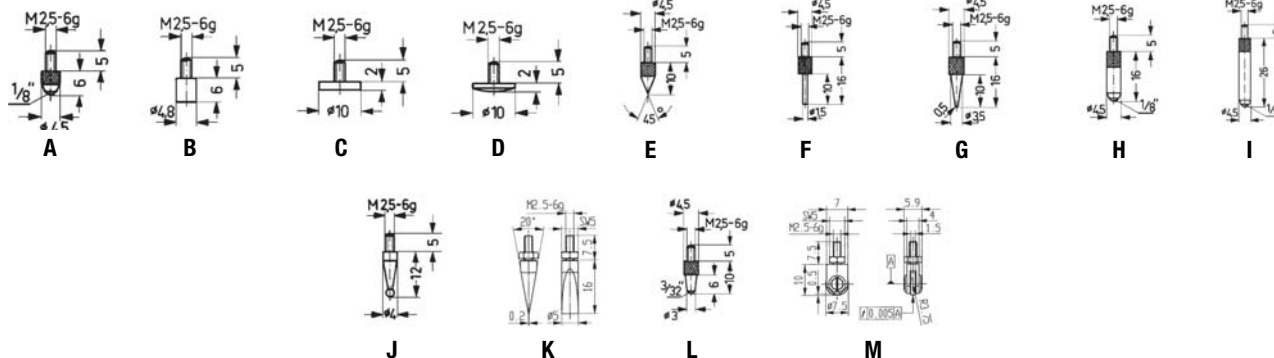 M2,5-6g
5
6
1/8"
ø4,5
A
M2,5-6g
5
6
ø4,8
B
M2,5-6g
5
2
ø10
C
M2,5-6g
5
2
ø10
D
ø4,5
M2,5-6g
5
10
45°
E
ø4,5
M2,5-6g
5
16
10
ø1,5
F
ø4,5
M2,5-6g
5
16
10
0,5
ø3,5
G
M2,5-6g
5
16
ø4,5
1/8"
H
26
ø4,5
I
M2,5-6g
5
12
ø4
J
M2.5-6g
20°
SW5
7.5
16
0.2
ø5
K
ø4,5
M2,5-6g
5
10
6
3/32"
ø3
L
7
SW5
M2.5-6g
7.5
10
0.5
ø7.5
5.9
4
1.5
A
0.005 A
M